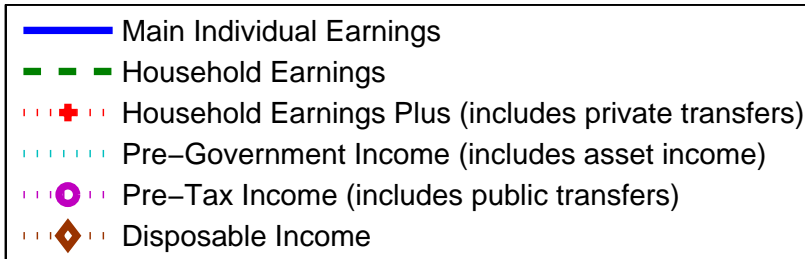 Main Individual Earnings
Household Earnings
Household Earnings Plus (includes private transfers)
Pre−Government Income (includes asset income)
Pre−Tax Income (includes public transfers)
Disposable Income